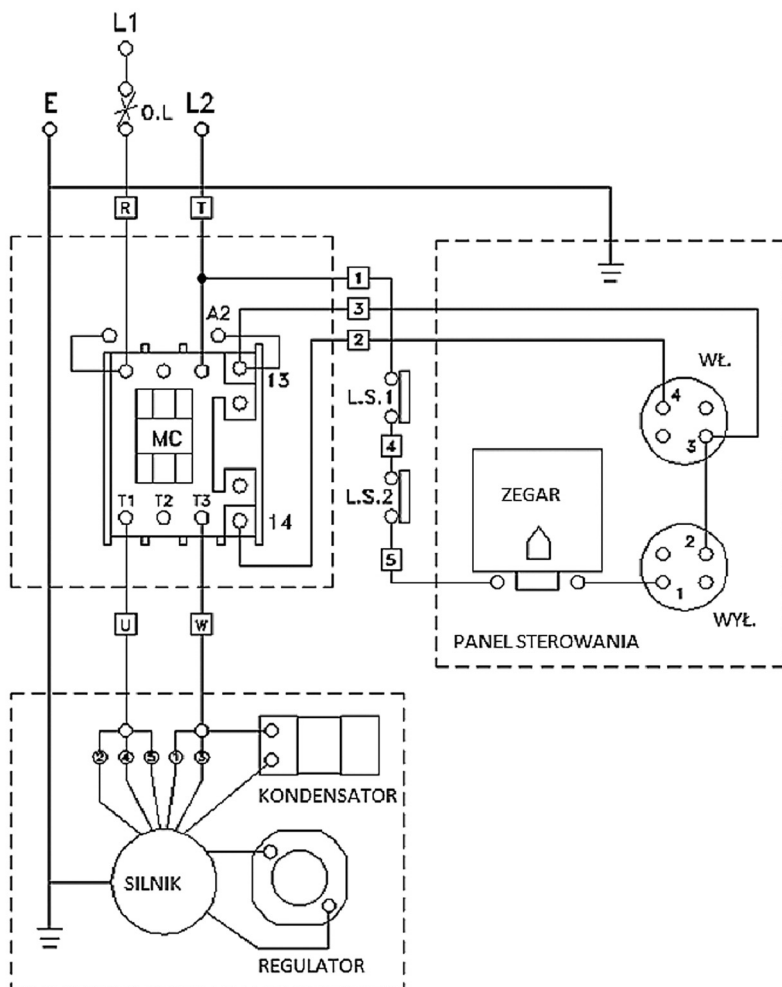 L1
E
O.L
L2
R
T
1
3
2
A2
13
MC
T1
T2
T3
14
L.S.1
4
L.S.2
5
WŁ.
4
3
ZEGAR
2
1
WYŁ.
PANEL STEROWANIA
U
W
2
4
5
1
3
KONDENSATOR
SILNIK
REGULATOR